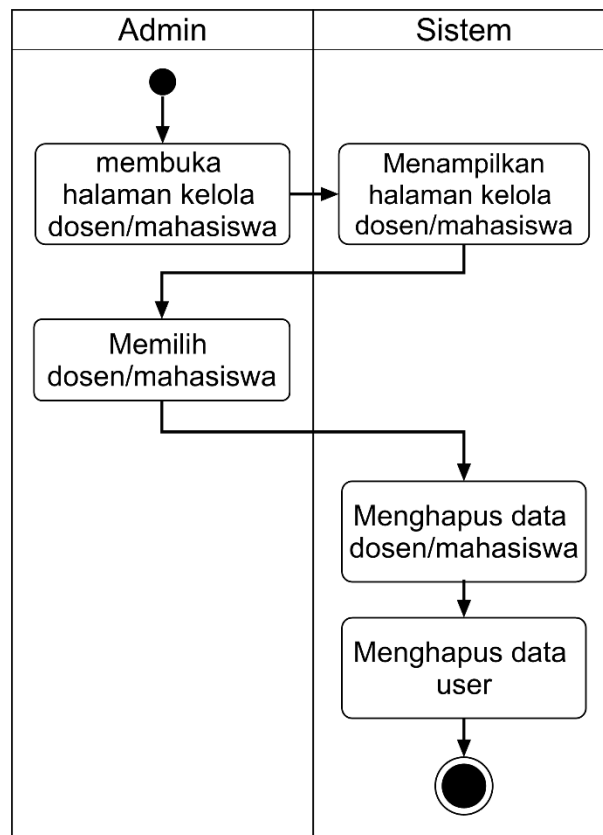 Admin
Sistem
membuka
halaman kelola
dosen/mahasiswa
Menampilkan
halaman kelola
dosen/mahasiswa
Memilih
dosen/mahasiswa
Menghapus data
dosen/mahasiswa
Menghapus data
user